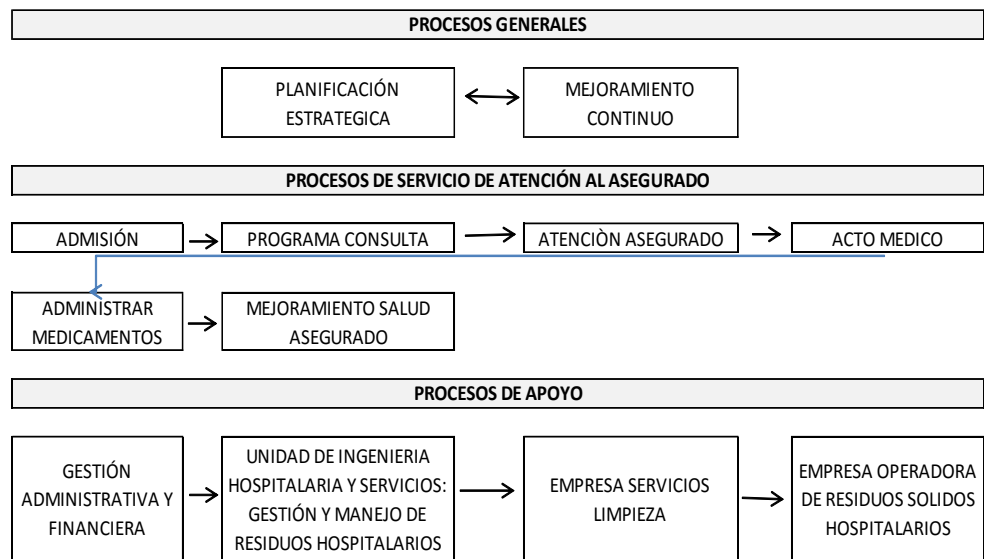 PROCESOS GENERALES
PLANIFICACIÓN
ESTRATEGICA
MEJORAMIENTO
CONTINUO
PROCESOS DE SERVICIO DE ATENCIÓN AL ASEGURADO
ADMISIÓN
PROGRAMA CONSULTA
ATENCIÒN ASEGURADO
ACTO MEDICO
ADMINISTRAR
MEDICAMENTOS
MEJORAMIENTO SALUD
ASEGURADO
PROCESOS DE APOYO
GESTIÓN
ADMINISTRATIVA Y
FINANCIERA
UNIDAD DE INGENIERIA
HOSPITALARIA Y SERVICIOS:
GESTIÓN Y MANEJO DE
RESIDUOS HOSPITALARIOS
EMPRESA SERVICIOS
LIMPIEZA
EMPRESA OPERADORA
DE RESIDUOS SOLIDOS
HOSPITALARIOS